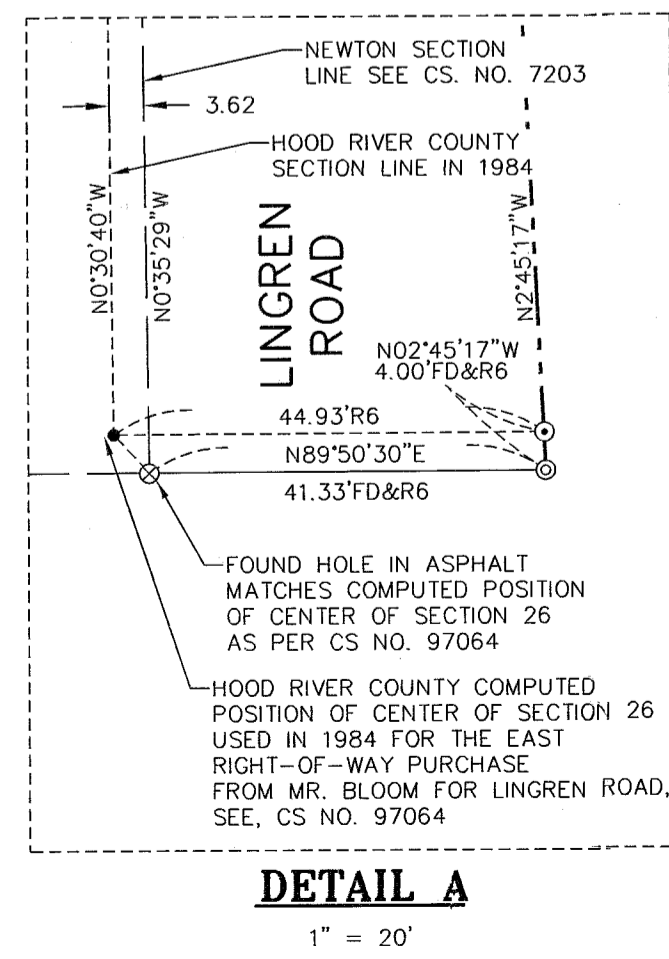 NEWTON SECTION
LINE SEE CS. NO. 7203
3.62
HOOD RIVER COUNTY
SECTION LINE IN 1984
N0°30'40"W
N0°35'29"W
LINGREN
ROAD
N2°45'17"W
N02°45'17"W
4.00'FD&R6
44.93'R6
N89°50'30"E
41.33'FD&R6
FOUND HOLE IN ASPHALT
MATCHES COMPUTED POSITION
OF CENTER OF SECTION 26
AS PER CS NO. 97064
HOOD RIVER COUNTY COMPUTED
POSITION OF CENTER OF SECTION 26
USED IN 1984 FOR THE EAST
RIGHT-OF-WAY PURCHASE
FROM MR. BLOOM FOR LINGREN ROAD,
SEE, CS NO. 97064
DETAIL A
1" = 20'